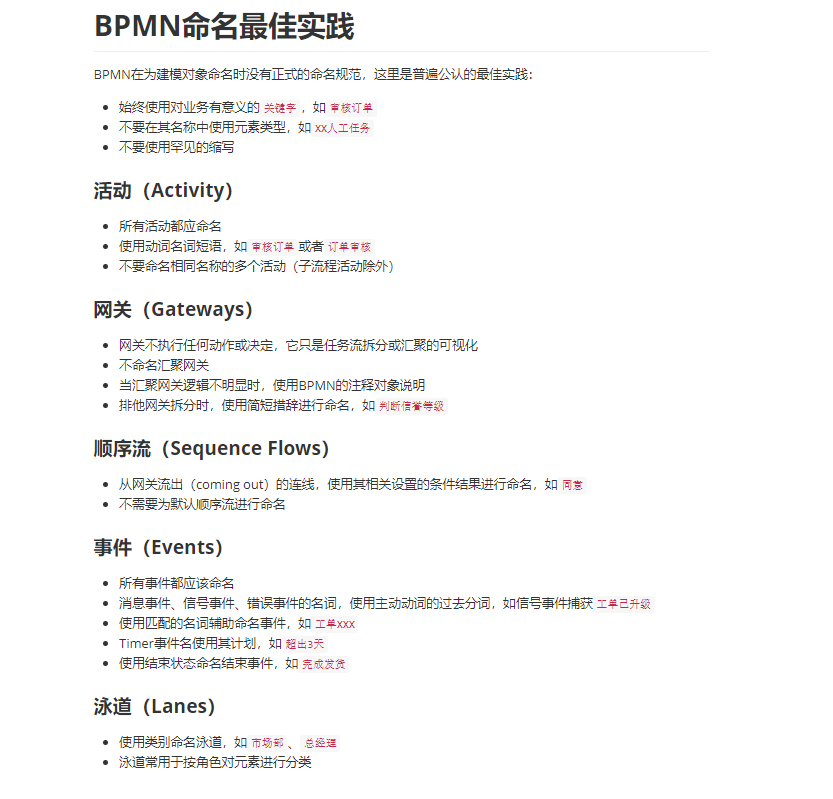 BPMN命名最佳实践
BPMN在为建模对象命名时没有正式的命名规范，这里是普遍公认的最佳实践：
始终使用对业务有意义的 关键字 ，如 审核订单
不要在其名称中使用元素类型，如 xx人工任务
不要使用罕见的缩写
活动（Activity）
所有活动都应命名
使用动词名词短语，如 审核订单 或者 订单审核
不要命名相同名称的多个活动（子流程活动除外）
网关（Gateways）
网关不执行任何动作或决定，它只是任务流拆分或汇聚的可视化
不命名汇聚网关
当汇聚网关逻辑不明显时，使用BPMN的注释对象说明
排他网关拆分时，使用简短措辞进行命名，如 判断信誉等级
顺序流（Sequence Flows）
从网关流出（coming out）的连线，使用其相关设置的条件结果进行命名，如 同意
不需要为默认顺序流进行命名
事件（Events）
所有事件都应该命名
消息事件、信号事件、错误事件的名词，使用主动动词的过去分词，如信号事件捕获 工单已升级
使用匹配的名词辅助命名事件，如 工单xxx
Timer事件名使用其计划，如 超出3天
使用结束状态命名结束事件，如 完成发货
泳道（Lanes）
使用类别命名泳道，如 市场部 、 总经理
泳道常用于按角色对元素进行分类